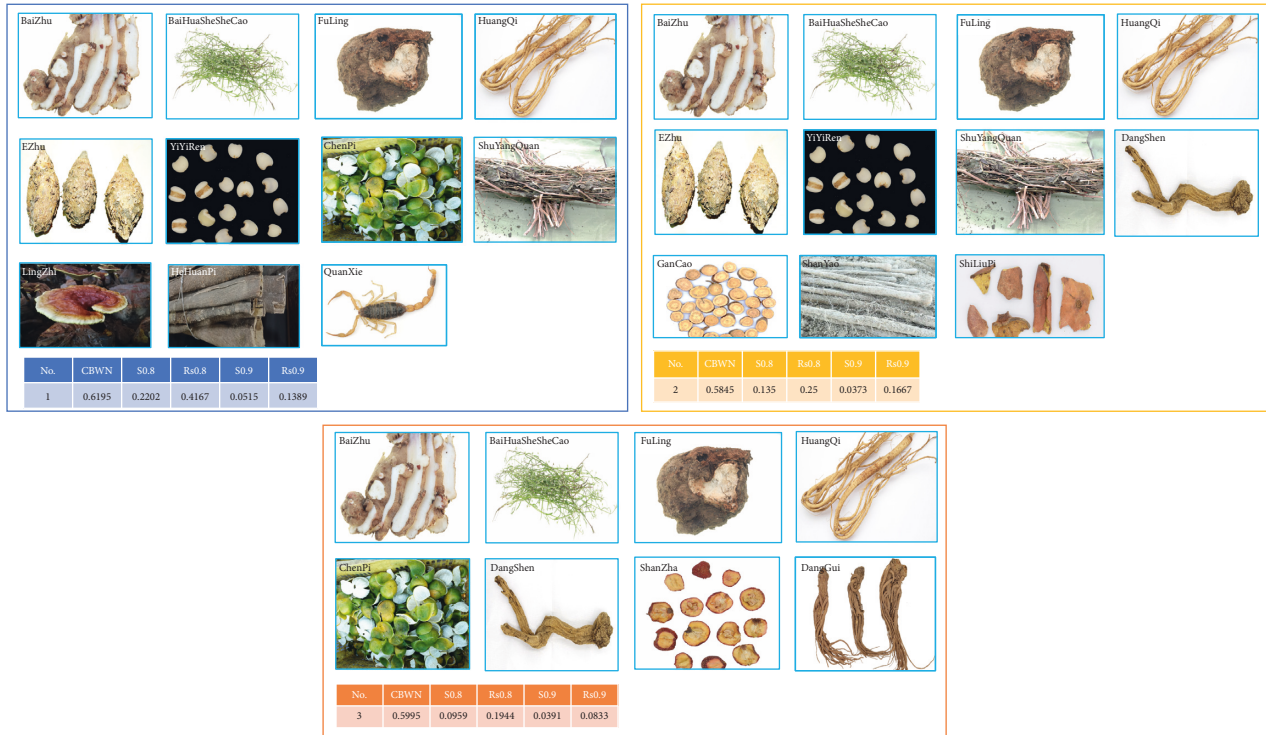 BaiZhu
BaiHuaSheSheCao
FuLing
HuangQi
EZhu
YiYiRen
ChenPi
ShuYangQuan
LingZhi
HeHuanPi
QuanXie
No. CBWN S0.8 Rs0.8 S0.9 Rs0.9
1 0.6195 0.2202 0.4167 0.0515 0.1389
BaiZhu
BaiHuaSheSheCao
FuLing
HuangQi
EZhu
YiYiRen
ShuYangQuan
DangShen
GanCao
ShanYao
ShiLiuPi
No. CBWN S0.8 Rs0.8 S0.9 Rs0.9
2 0.5845 0.135 0.25 0.0373 0.1667
BaiZhu
BaiHuaSheSheCao
FuLing
HuangQi
ChenPi
DangShen
ShanZha
DangGui
No. CBWN S0.8 Rs0.8 S0.9 Rs0.9
3 0.5995 0.0959 0.1944 0.0391 0.0833